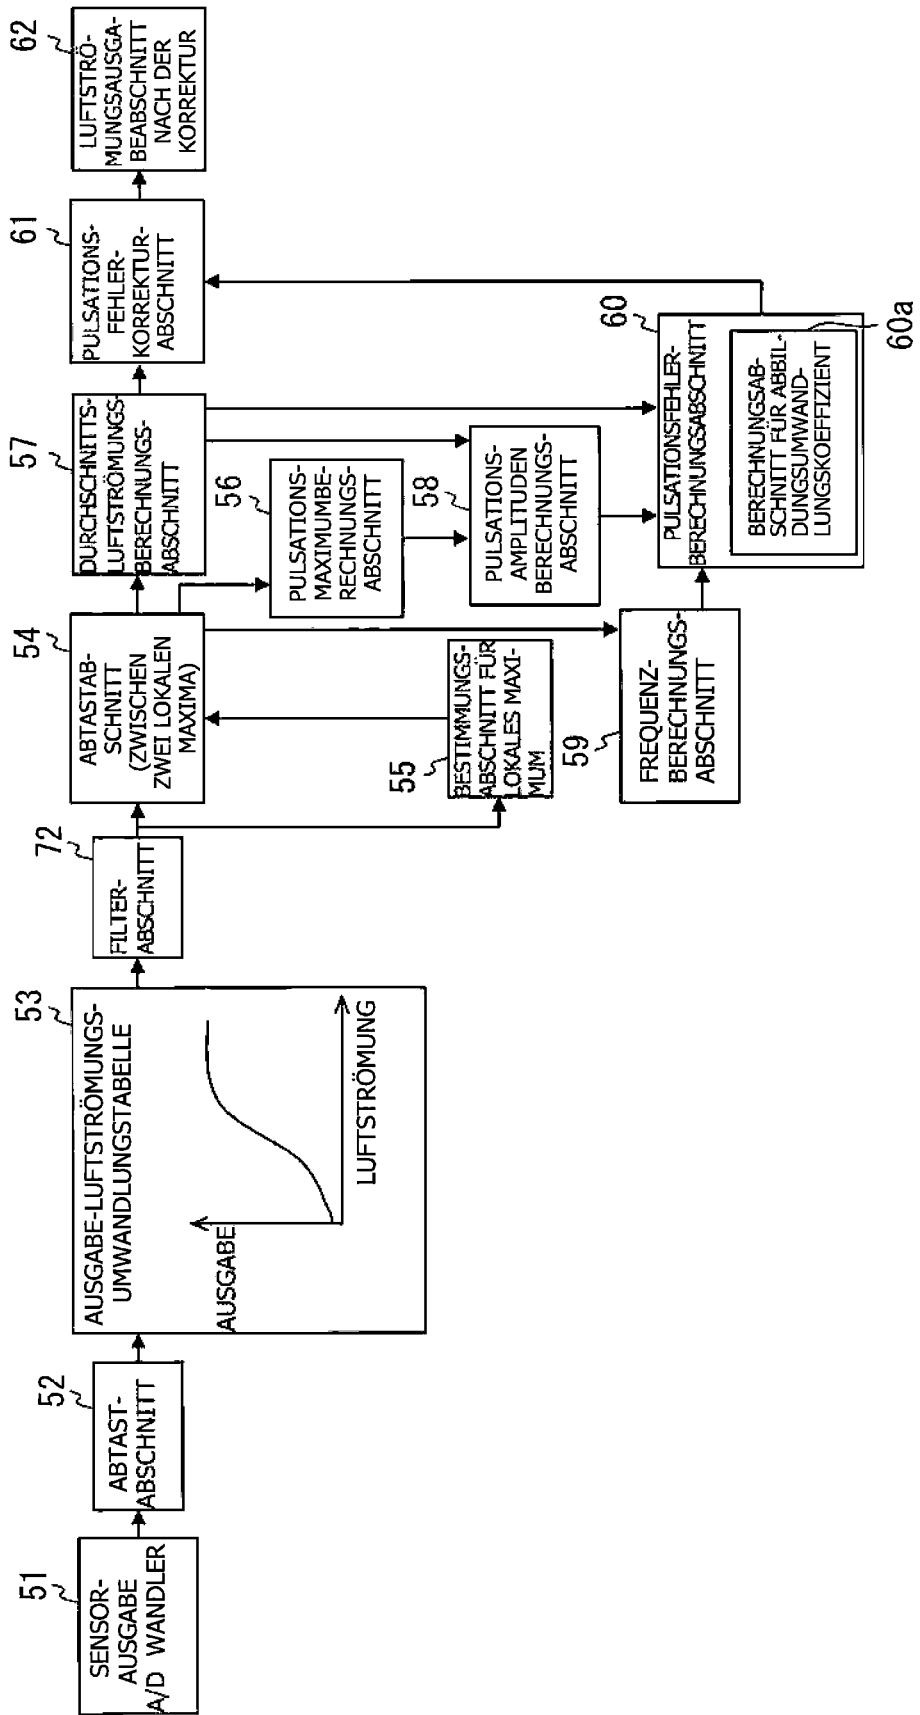 51
SENSOR-
AUSGABE
A/D WANDLER
52
ABTAST-
ABSCHNITT
53
AUSGABE-LUFTSTRÖMUNGS-
UMWANDLUNGSTABELLE
AUSGABE
LUFTSTRÖMUNG
72
FILTER-
ABSCHNITT
54
ABTASTAB-
SCHNITT
(ZWISCHEN
ZWEI LOKALEN
MAXIMA)
55
BESTIMMUNGS-
ABSCHNITT FÜR
LOKALES MAXI-
MUM
57
DURCHSCHNITTS-
LUFTSTRÖMUNGS-
BERECHNUNGS-
ABSCHNITT
56
PULSATIONS-
MAXIMUMBE-
RECHNUNGS-
ABSCHNITT
58
PULSATIONS-
AMPLITUDEN
BERECHNUNGS-
ABSCHNITT
59
FREQUENZ-
BERECHNUNGS-
ABSCHNITT
60
PULSATIONSFEHLER-
BERECHNUNGSABSCHNITT
BERECHNUNGSAB-
SCHNITT FÜR ABBIL-
DUNGSUMWAND-
LUNGSKOEFFIZIENT
60a
61
PULSATIONS-
FEHLER-
KORREKTUR-
ABSCHNITT
62
LUFTSTRÖ-
MUNGSAUSGA-
BEABSCHNITT
NACH DER
KORREKTUR